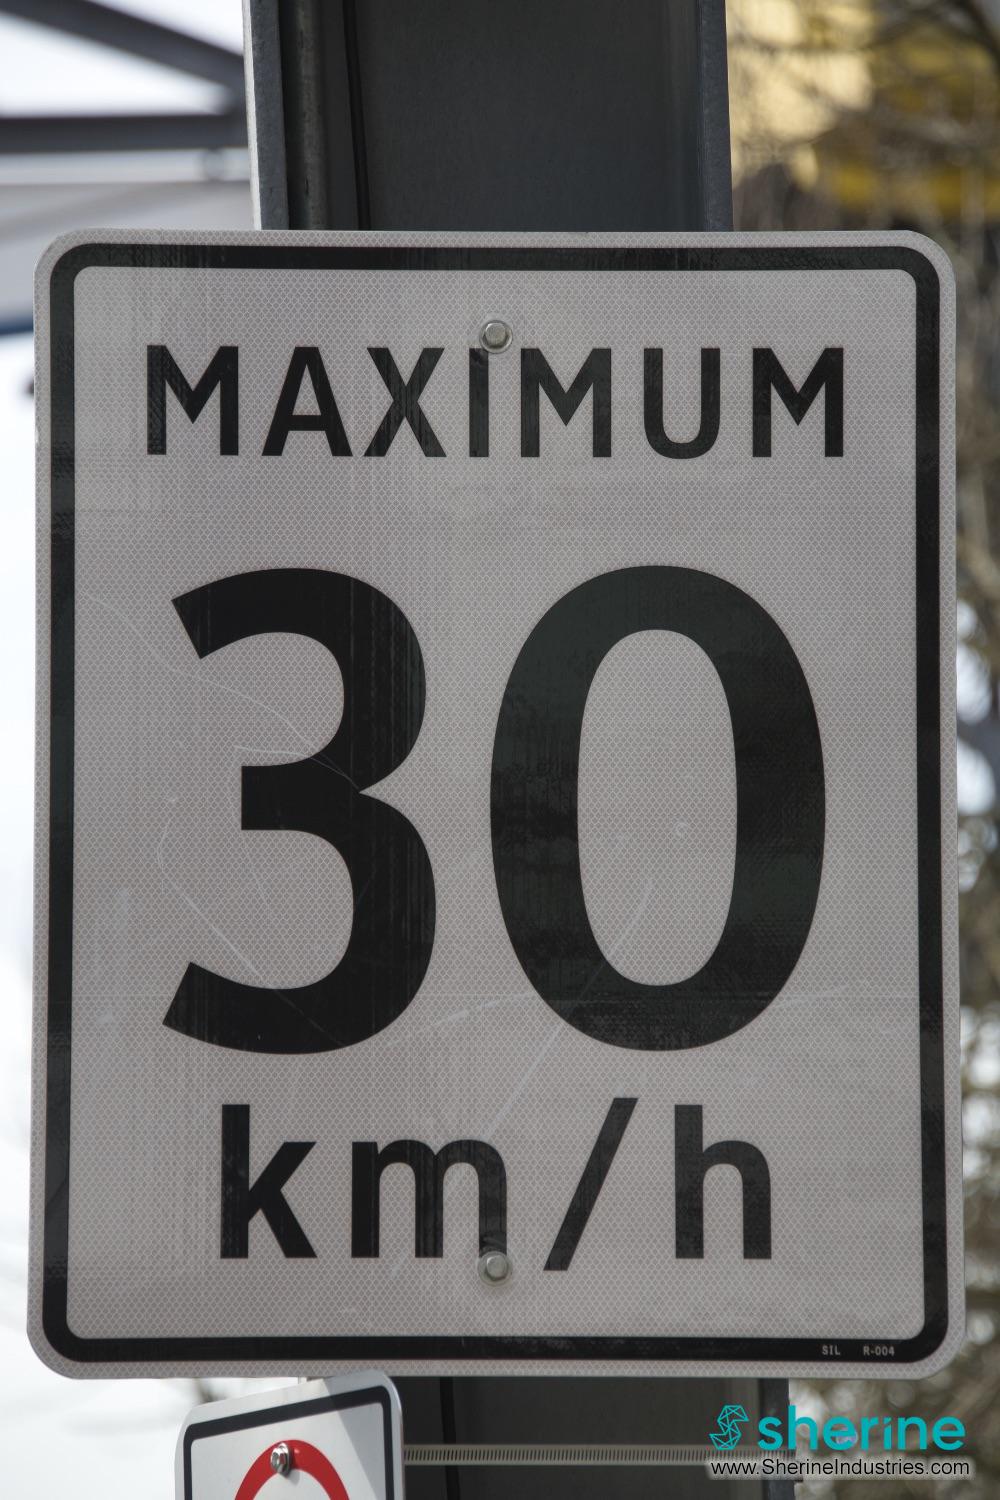 MAXIMUM
30
km/h
SIL R-004
sherine
www.SherineIndustries.com